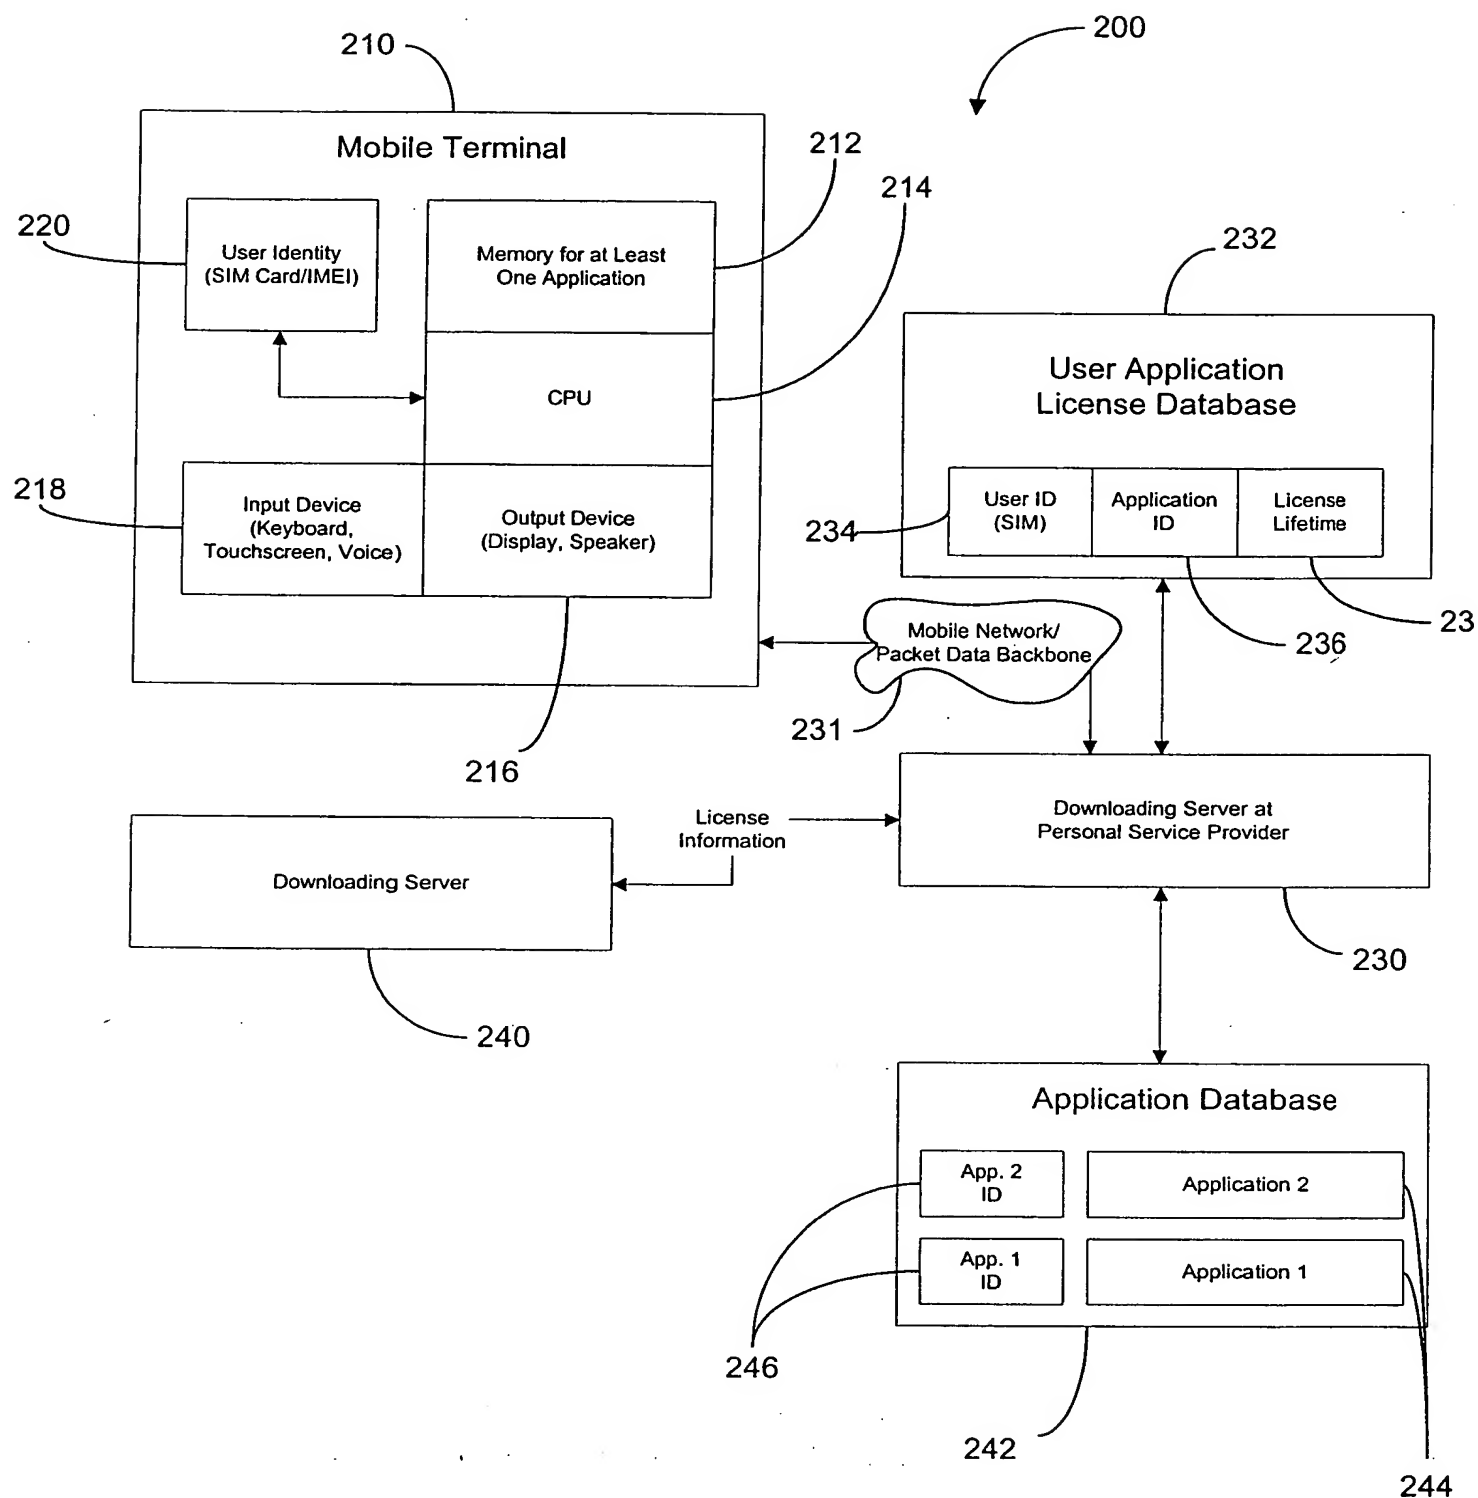 200
210
Mobile Terminal
212
214
220
User Identity
(SIM Card/IMEI)
Memory for at Least
One Application
CPU
218
Input Device
(Keyboard,
Touchscreen, Voice)
Output Device
(Display, Speaker)
216
232
User Application
License Database
234
User ID
(SIM)
Application
ID
License
Lifetime
236
23
Mobile Network/
Packet Data Backbone
231
Downloading Server at
Personal Service Provider
230
License
Information
Downloading Server
240
Application Database
App. 2
ID
Application 2
App. 1
ID
Application 1
246
242
244